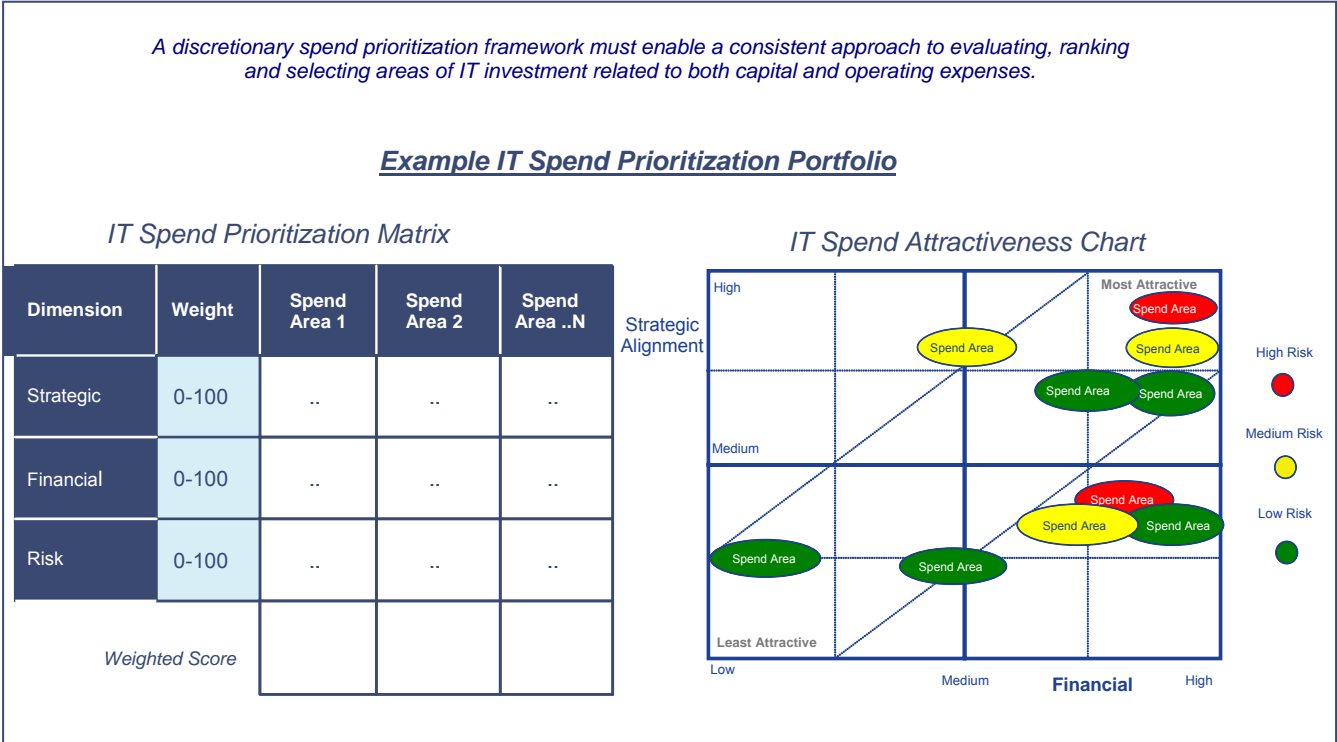 A discretionary spend prioritization framework must enable a consistent approach to evaluating, ranking
and selecting areas of IT investment related to both capital and operating expenses.
Example IT Spend Prioritization Portfolio
IT Spend Prioritization Matrix
Dimension Weight Spend Area 1 Spend Area 2 Spend Area ..N
Strategic 0-100 .. .. ..
Financial 0-100 .. .. ..
Risk 0-100 .. .. ..
Weighted Score
IT Spend Attractiveness Chart
Strategic
Alignment
High
Most Attractive
Spend Area
Spend Area
Spend Area
Spend Area
Spend Area
Medium
Spend Area
Spend Area
Spend Area
Spend Area
Spend Area
Least Attractive
Low
Medium
Financial
High
High Risk
Medium Risk
Low Risk